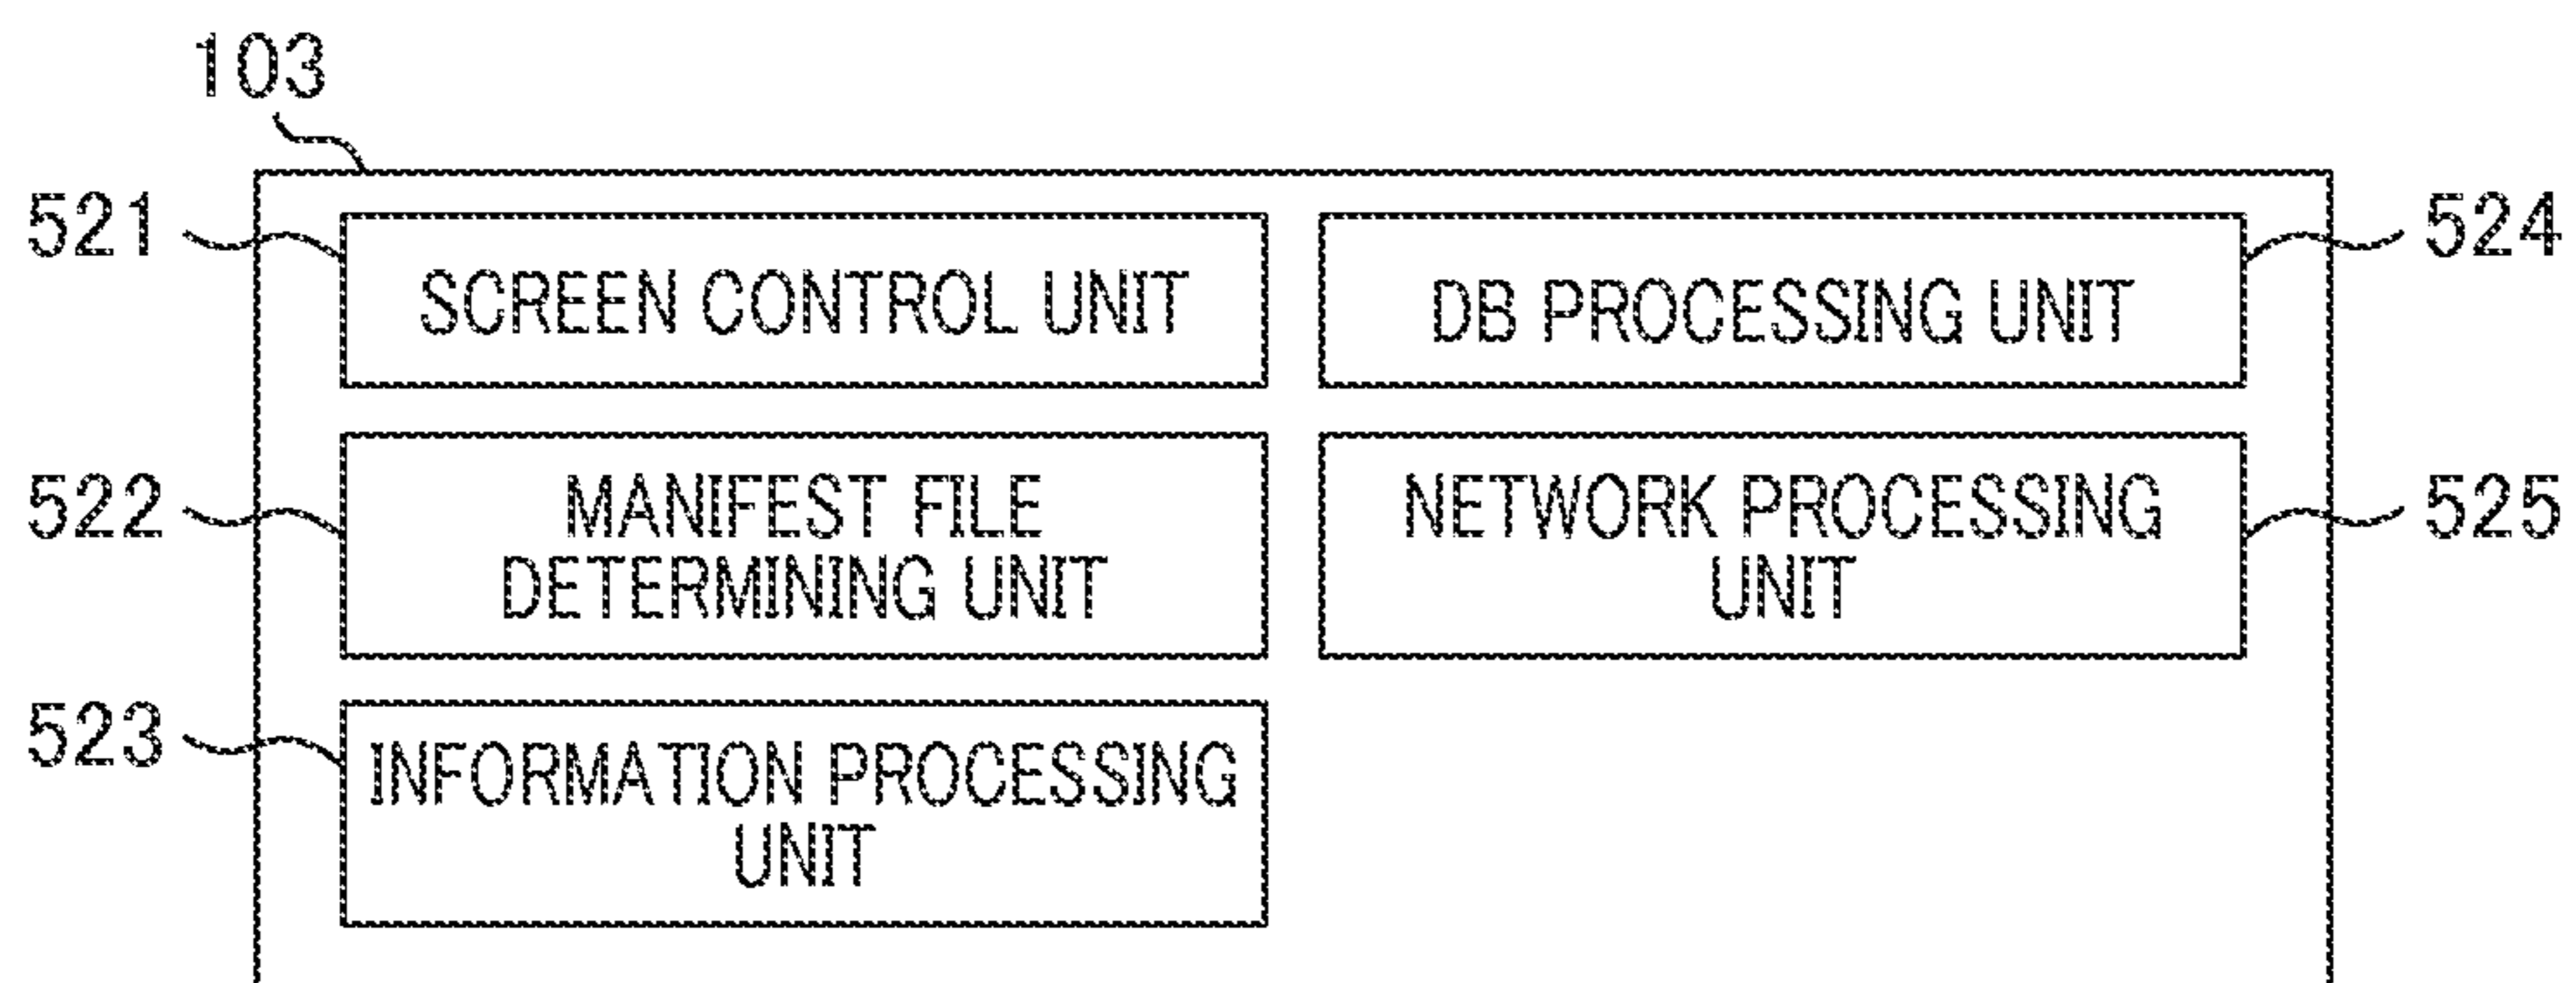 103
521
SCREEN CONTROL UNIT
DB PROCESSING UNIT
524
522
MANIFEST FILE
DETERMINING UNIT
NETWORK PROCESSING
UNIT
525
523
INFORMATION PROCESSING
UNIT